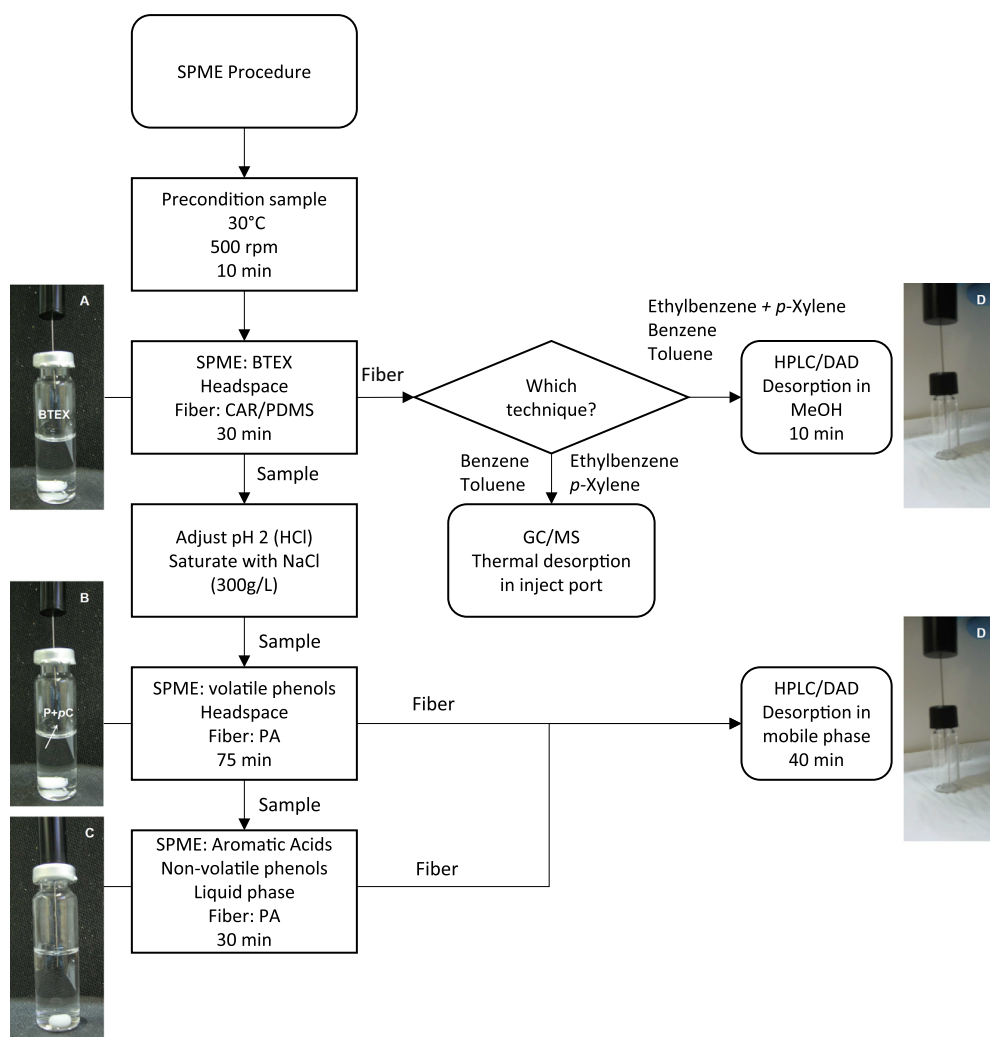 SPME Procedure
Precondition sample
30°C
500 rpm
10 min
A
BTEX
SPME: BTEX
Headspace
Fiber: CAR/PDMS
30 min
Fiber
Which
technique?
Ethylbenzene + p-Xylene
Benzene
Toluene
HPLC/DAD
Desorption in
MeOH
10 min
D
Sample
Benzene
Toluene
Ethylbenzene
p-Xylene
Adjust pH 2 (HCl)
Saturate with NaCl
(300g/L)
GC/MS
Thermal desorption
in inject port
Sample
B
P+pC
SPME: volatile phenols
Headspace
Fiber: PA
75 min
Fiber
HPLC/DAD
Desorption in
mobile phase
40 min
D
Sample
C
SPME: Aromatic Acids
Non-volatile phenols
Liquid phase
Fiber: PA
30 min
Fiber